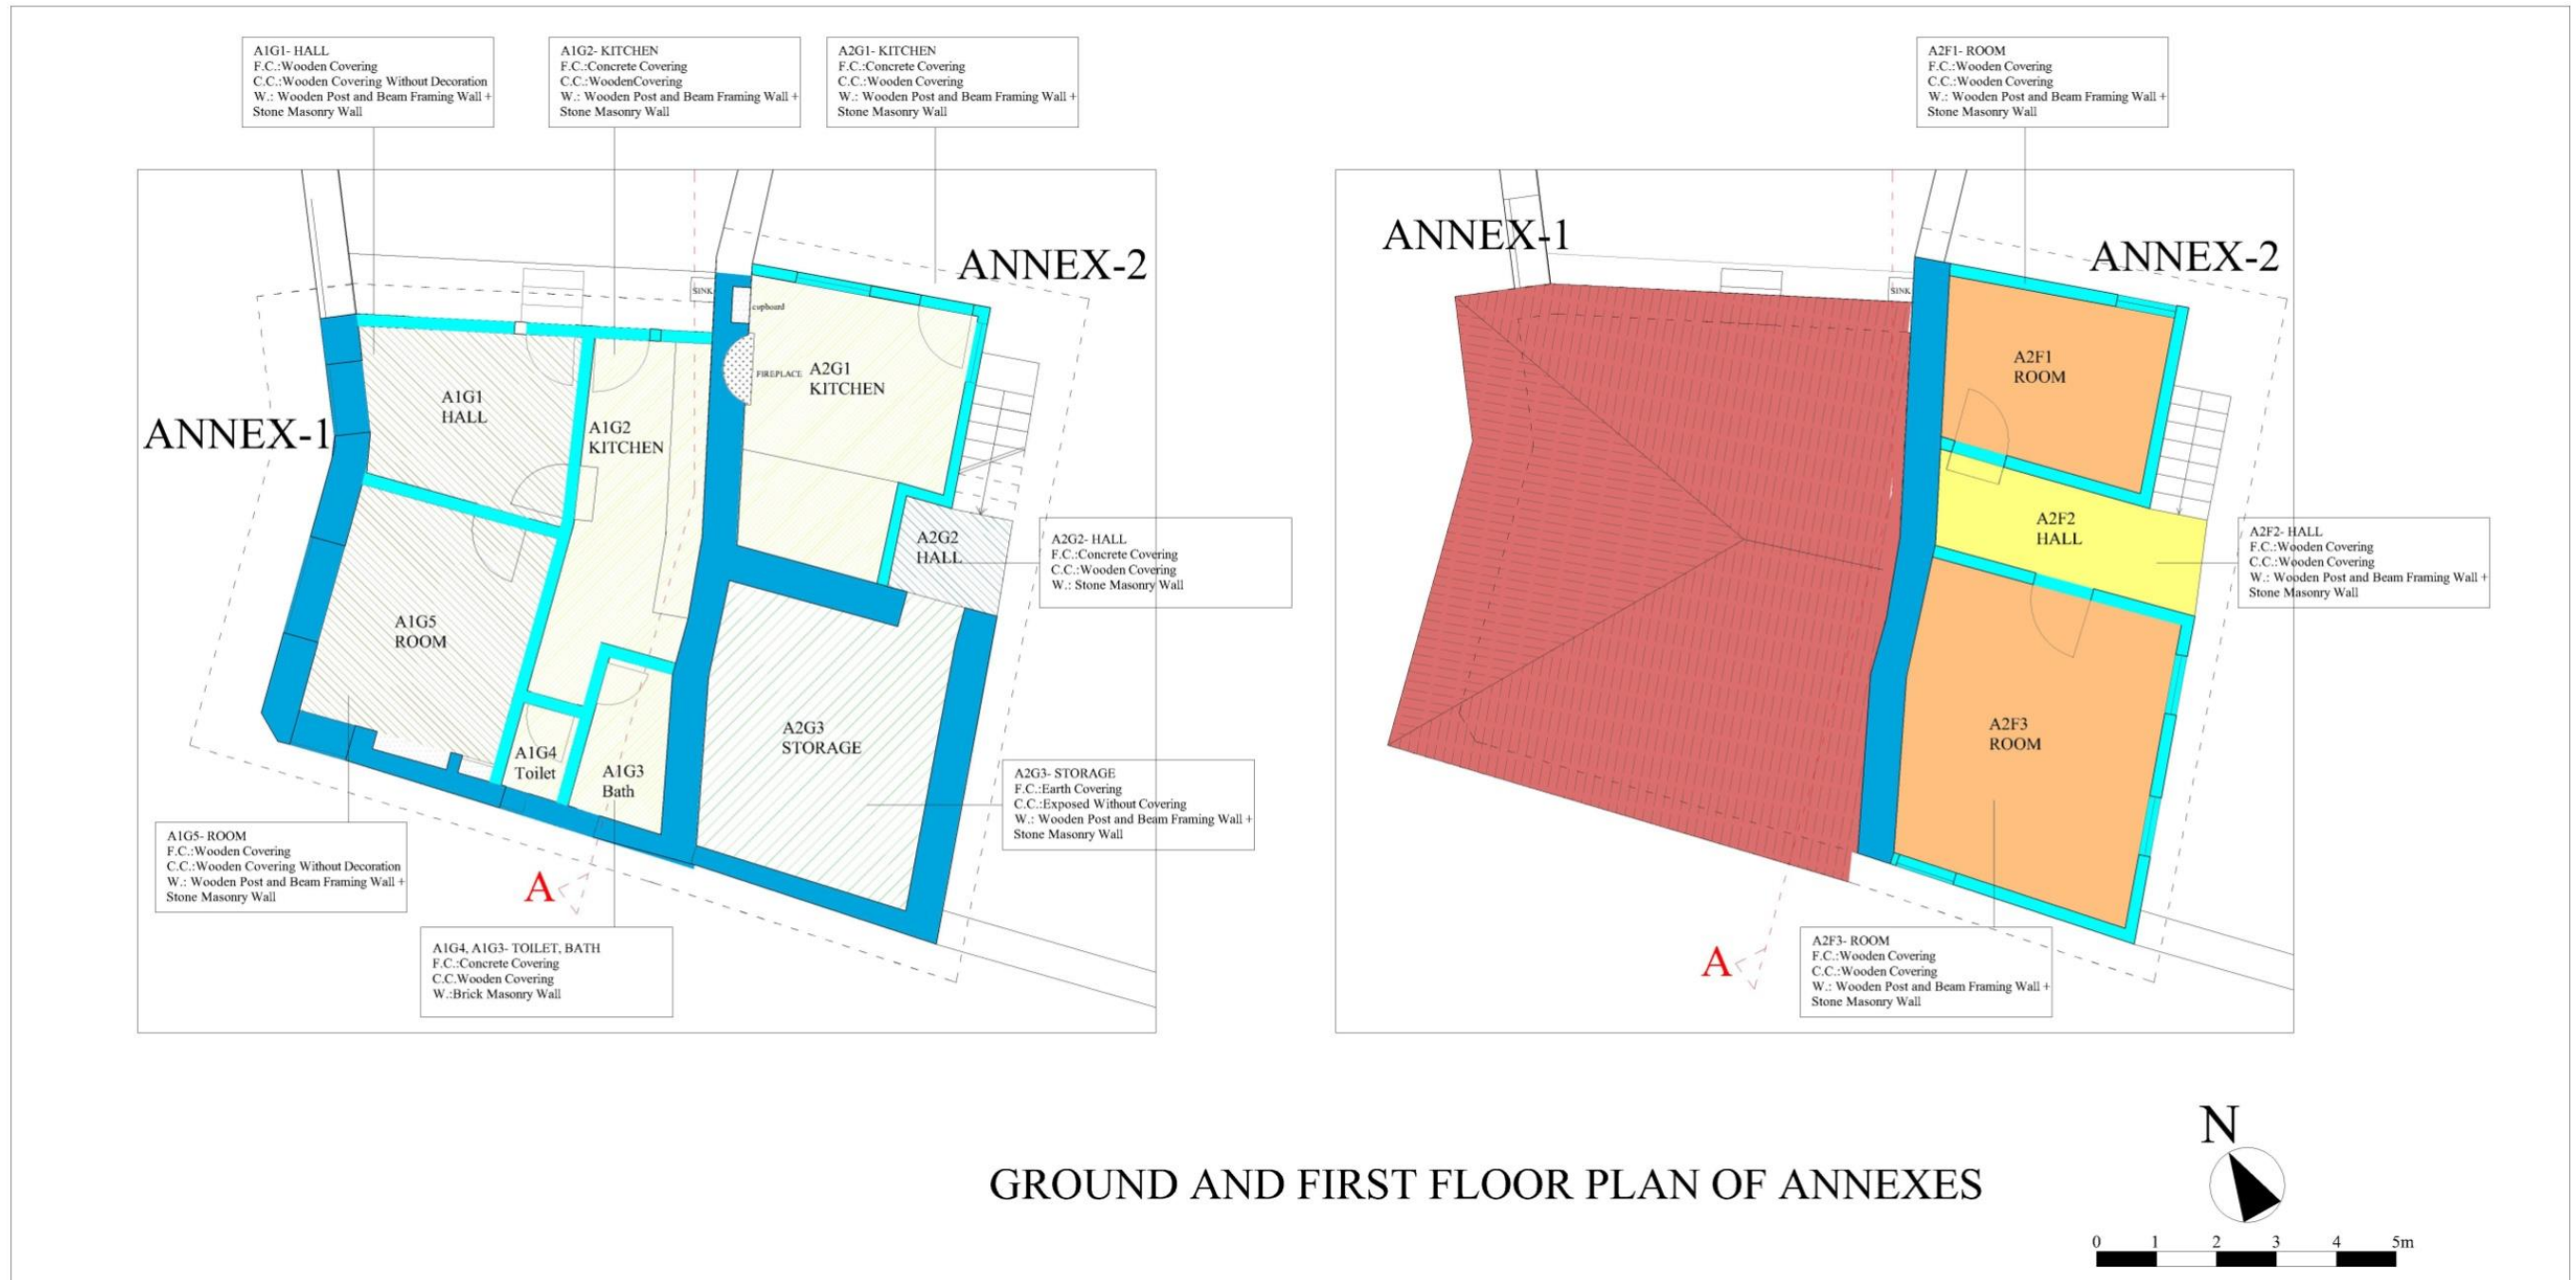 A1G1- HALL
F.C.:Wooden Covering
C.C.:Wooden Covering Without Decoration
W.: Wooden Post and Beam Framing Wall +
Stone Masonry Wall
A1G2- KITCHEN
F.C.:Concrete Covering
C.C.:WoodenCovering
W.: Wooden Post and Beam Framing Wall +
Stone Masonry Wall
A2G1- KITCHEN
F.C.:Concrete Covering
C.C.:Wooden Covering
W.: Wooden Post and Beam Framing Wall +
Stone Masonry Wall
A2F1- ROOM
F.C.:Wooden Covering
C.C.:Wooden Covering
W.: Wooden Post and Beam Framing Wall +
Stone Masonry Wall
ANNEX-1
ANNEX-2
SINK
cupboard
FIREPLACE
A2G1
KITCHEN
A1G1
HALL
A1G2
KITCHEN
A2G2
HALL
A2G2- HALL
F.C.:Concrete Covering
C.C.:Wooden Covering
W.: Stone Masonry Wall
A1G5
ROOM
A2G3
STORAGE
A1G4
Toilet
A1G3
Bath
A2G3- STORAGE
F.C.:Earth Covering
C.C.:Exposed Without Covering
W.: Wooden Post and Beam Framing Wall +
Stone Masonry Wall
A1G5- ROOM
F.C.:Wooden Covering
C.C.:Wooden Covering Without Decoration
W.: Wooden Post and Beam Framing Wall +
Stone Masonry Wall
A
A1G4, A1G3- TOILET, BATH
F.C.:Concrete Covering
C.C.Wooden Covering
W.:Brick Masonry Wall
ANNEX-1
ANNEX-2
SINK
A2F1
ROOM
A2F2
HALL
A2F2- HALL
F.C.:Wooden Covering
C.C.:Wooden Covering
W.: Wooden Post and Beam Framing Wall +
Stone Masonry Wall
A2F3
ROOM
A
A2F3- ROOM
F.C.:Wooden Covering
C.C.:Wooden Covering
W.: Wooden Post and Beam Framing Wall +
Stone Masonry Wall
GROUND AND FIRST FLOOR PLAN OF ANNEXES
N
0 1 2 3 4 5m